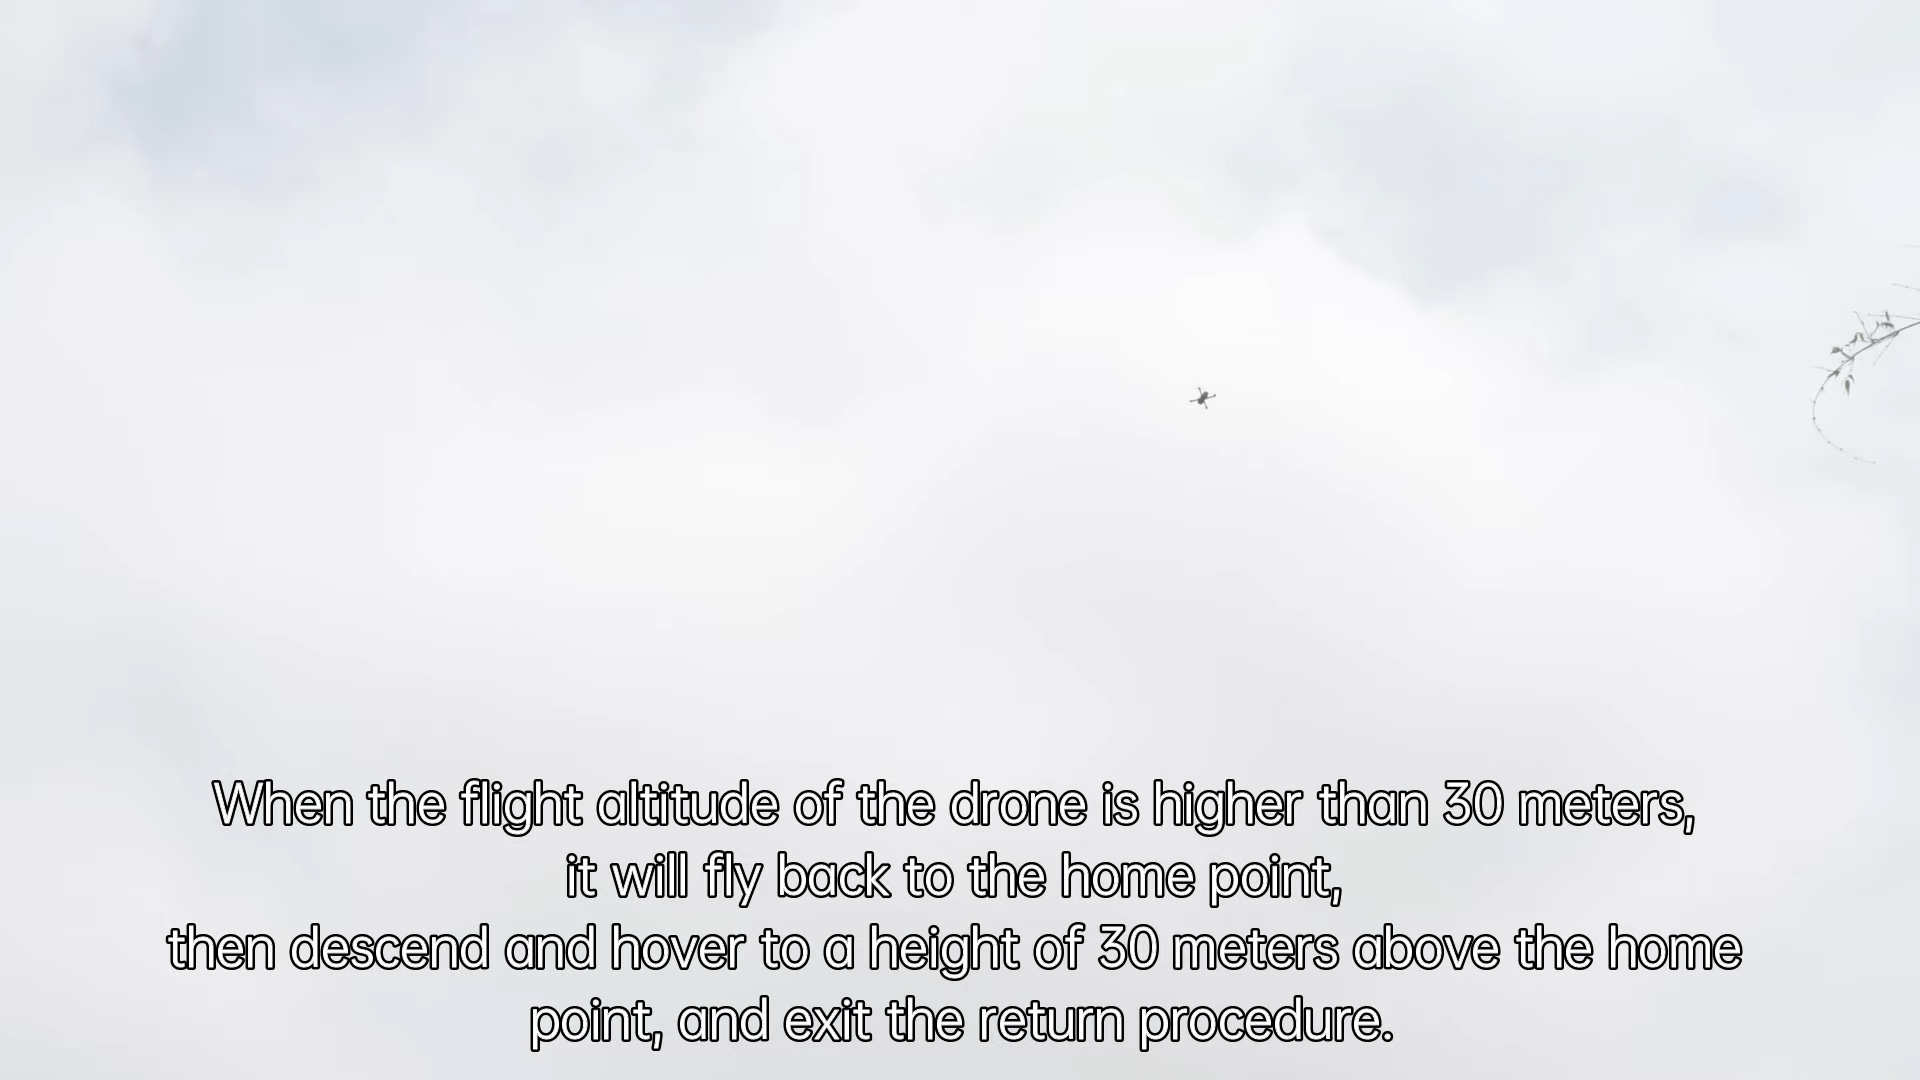 When the flight altitude of the drone is higher than 30 meters,
it will fly back to the home point,
then descend and hover to a height of 30 meters above the home
point, and exit the return procedure.